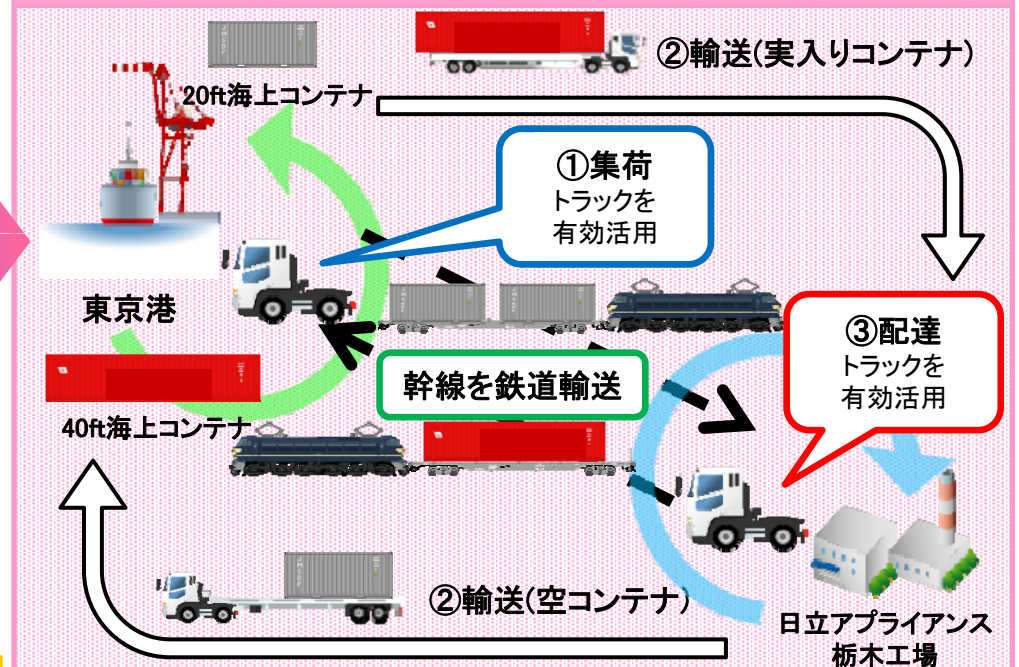 ②輸送(実入りコンテナ)
20ft海上コンテナ
①集荷
トラックを
有効活用
東京港
③配達
トラックを
有効活用
幹線を鉄道輸送
40ft海上コンテナ
②輸送(空コンテナ)
日立アプライアンス
栃木工場